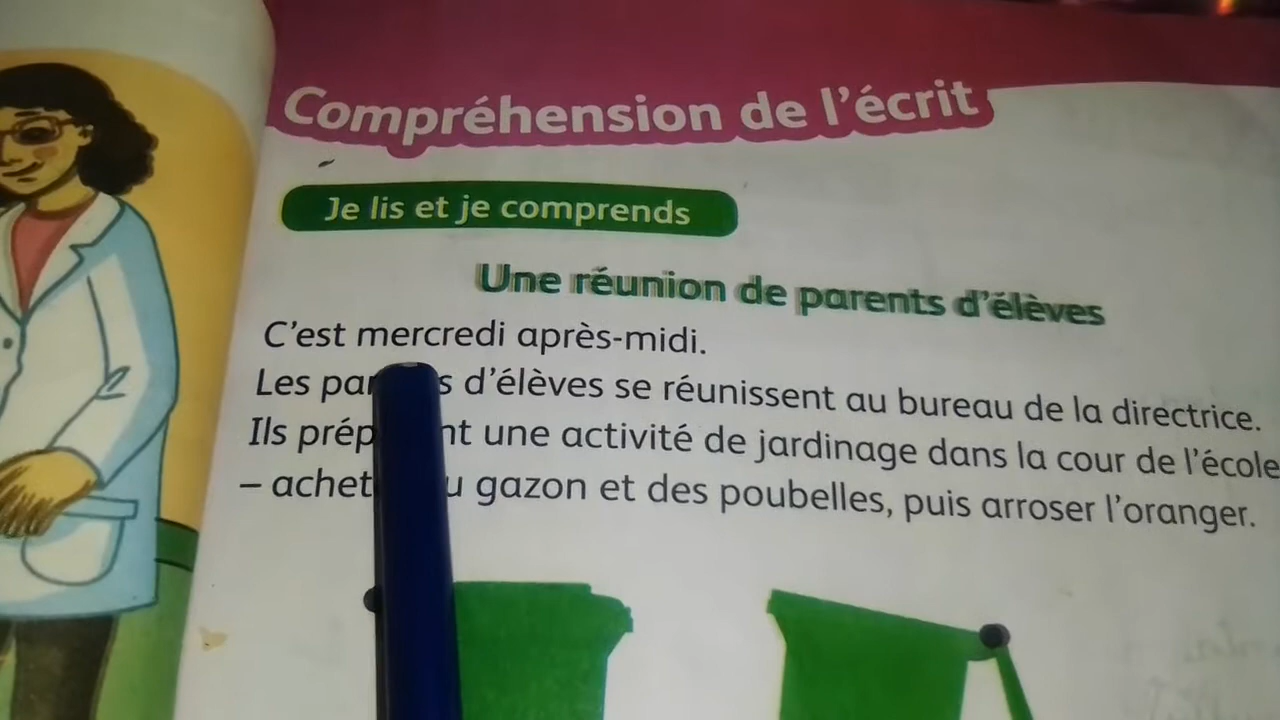 Compréhension de l'écrit
Je lis et je comprends
Une réunion de parents d'élèves
C'est mercredi après-midi.
Les d'élèves se réunissent au bureau de la directrice.
Ils une activité de jardinage dans la cour de l'école
– gazon et des poubelles, puis arroser l'oranger.